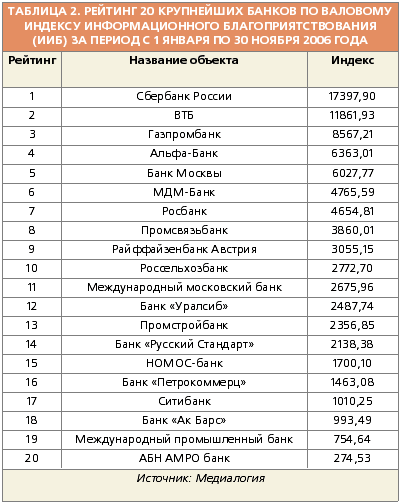 ТАБЛИЦА 2. РЕЙТИНГ 20 КРУПНЕЙШИХ БАНКОВ ПО ВАЛОВОМУ
ИНДЕКСУ ИНФОРМАЦИОННОГО БЛАГОПРИЯТСТВОВАНИЯ
(ИИБ) ЗА ПЕРИОД С 1 ЯНВАРЯ ПО 30 НОЯБРЯ 2006 ГОДА
Рейтинг Название объекта Индекс
1 Сбербанк России 17397,90
2 ВТБ 11861,93
3 Газпромбанк 8567,21
4 Альфа-Банк 6363,01
5 Банк Москвы 6027,77
6 МДМ-Банк 4765,59
7 Росбанк 4654,81
8 Промсвязьбанк 3860,01
9 Райффайзенбанк Австрия 3055,15
10 Россельхозбанк 2772,70
11 Международный московский банк 2675,96
12 Банк «Уралсиб» 2487,74
13 Промстройбанк 2356,85
14 Банк «Русский Стандарт» 2138,38
15 НОМОС-банк 1700,10
16 Банк «Петрокоммерц» 1463,08
17 Ситибанк 1010,25
18 Банк «Ак Барс» 993,49
19 Международный промышленный банк 754,64
20 АБН АМРО банк 274,53
Источник: Медиалогия